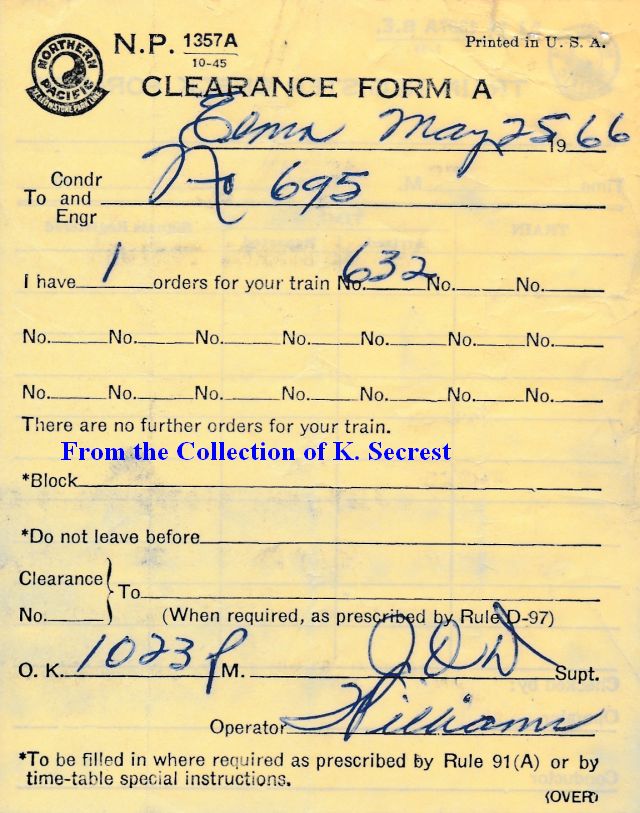 NORTHERN PACIFIC
YELLOWSTONE PARK LINE
N.P. 1357A
10-45
Printed in U. S. A.
CLEARANCE FORM A
Elma May 25 1966
To Condr and Engr No 695
I have 1 orders for your train No. 632 No. No.
No. No. No. No. No. No. No.
No. No. No. No. No. No. No.
There are no further orders for your train.
From the Collection of K. Secrest
*Block
*Do not leave before
Clearance No. } To
(When required, as prescribed by Rule D-97)
O. K. 1023 P M. JOW Supt.
Operator Williams
*To be filled in where required as prescribed by Rule 91(A) or by
time-table special instructions.
(OVER)